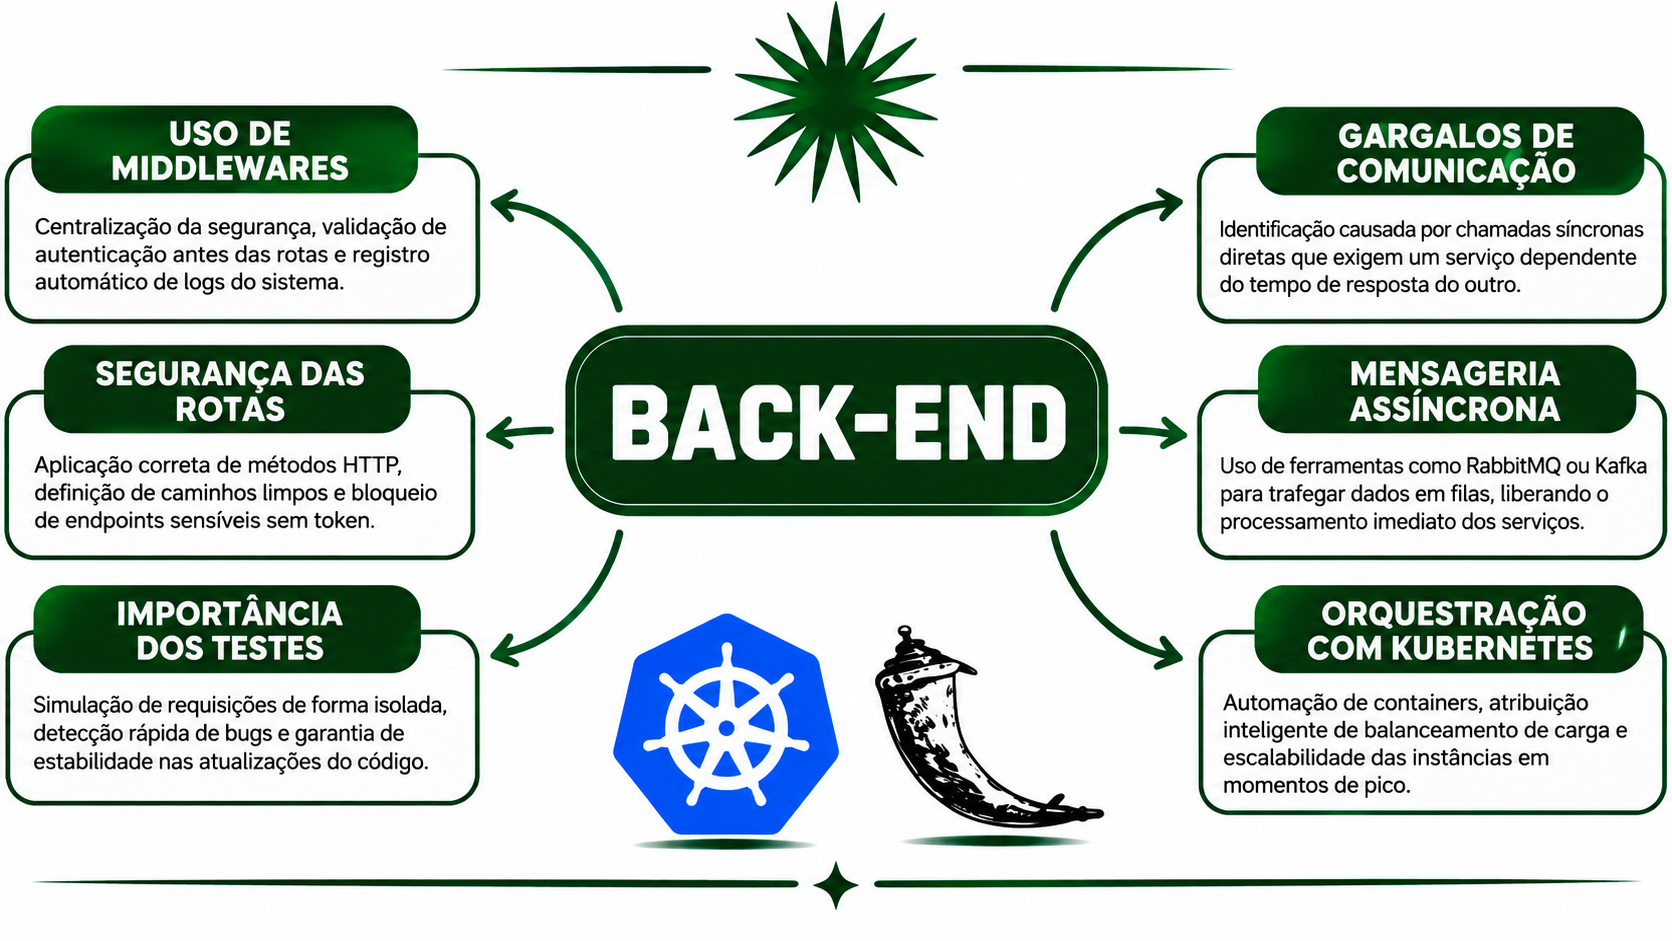 USO DE
MIDDLEWARES
Centralização da segurança, validação de
autenticação antes das rotas e registro
automático de logs do sistema.
SEGURANÇA DAS
ROTAS
Aplicação correta de métodos HTTP,
definição de caminhos limpos e bloqueio
de endpoints sensíveis sem token.
IMPORTÂNCIA
DOS TESTES
Simulação de requisições de forma isolada,
detecção rápida de bugs e garantia de
estabilidade nas atualizações do código.
BACK-END
GARGALOS DE
COMUNICAÇÃO
Identificação causada por chamadas síncronas
diretas que exigem um serviço dependente
do tempo de resposta do outro.
MENSAGERIA
ASSÍNCRONA
Uso de ferramentas como RabbitMQ ou Kafka
para trafegar dados em filas, liberando o
processamento imediato dos serviços.
ORQUESTRAÇÃO
COM KUBERNETES
Automação de containers, atribuição
inteligente de balanceamento de carga e
escalabilidade das instâncias em
momentos de pico.